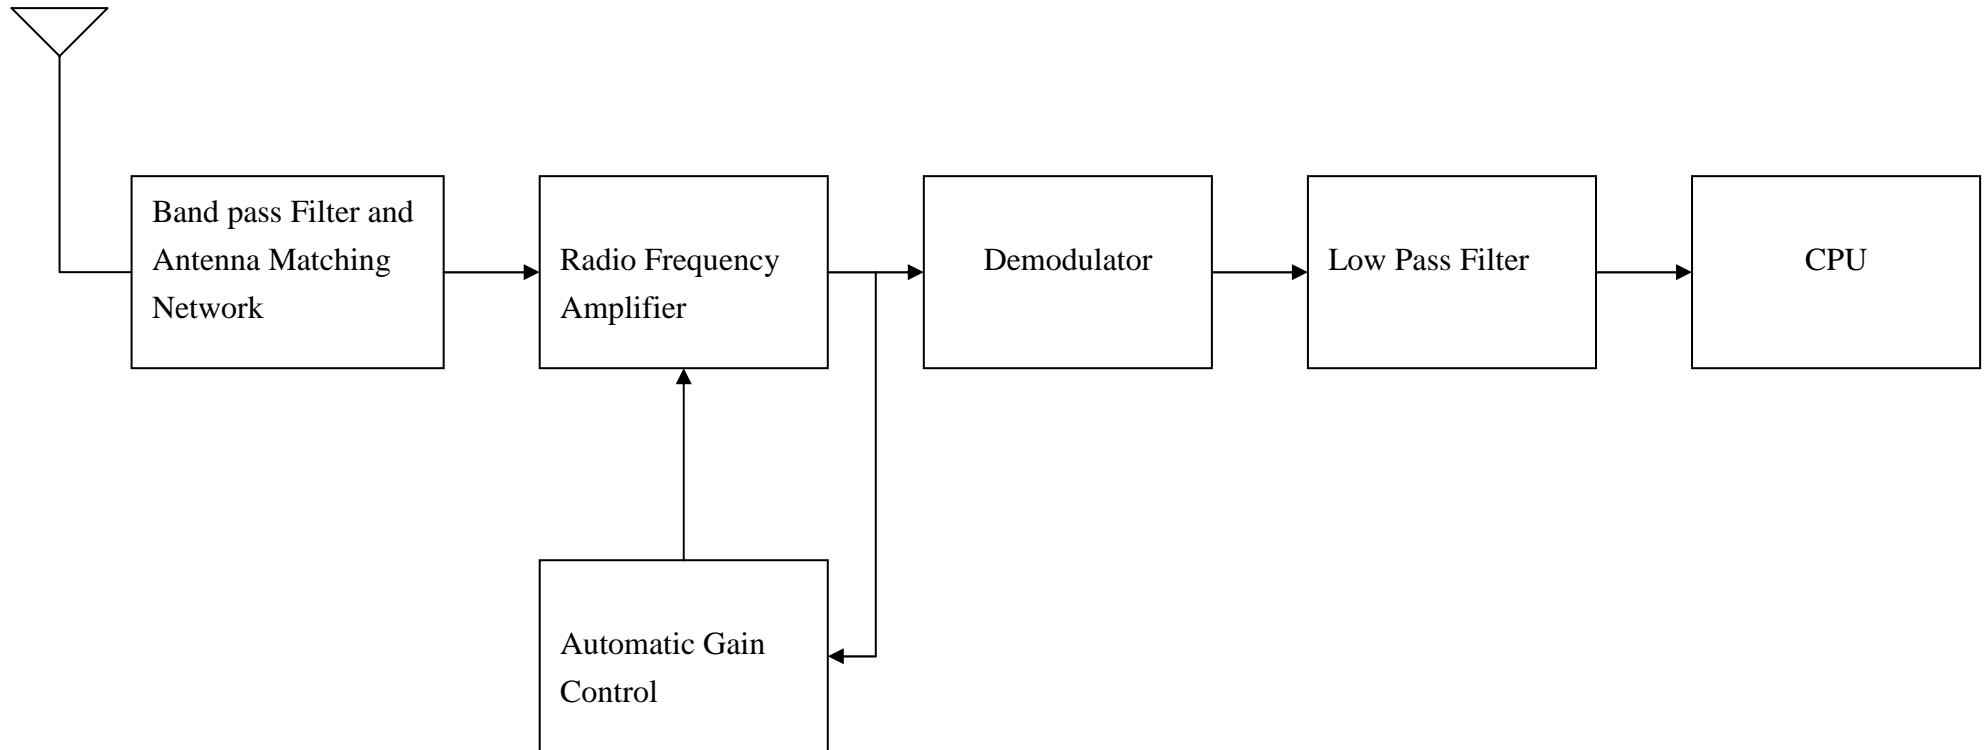 Band pass Filter and
Antenna Matching
Network
Radio Frequency
Amplifier
Demodulator
Low Pass Filter
CPU
Automatic Gain
Control